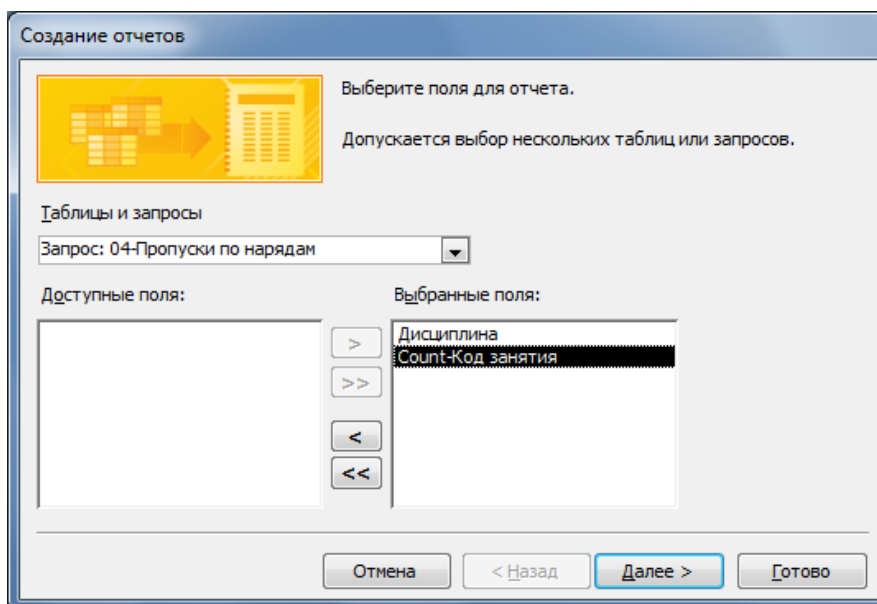 Создание отчетов
Выберите поля для отчета.
Допускается выбор нескольких таблиц или запросов.
Таблицы и запросы
Запрос: 04-Пропуски по нарядам
Доступные поля:
Выбранные поля:
Дисциплина
Count-Код занятия
>
>>
<
<<
Отмена
< Назад
Далее >
Готово